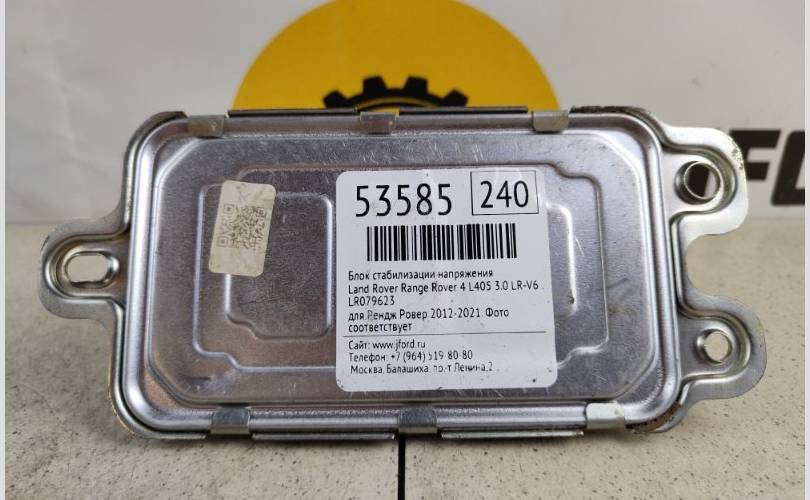 53585 240
Блок стабилизации напряжения
Land Rover Range Rover 4 L405 3.0 LR-V6 .
LR079623
для Рендж Ровер 2012-2021. Фото
соответствует
Сайт: www.jford.ru
Телефон: +7 (964) 519-80-80
Москва, Балашиха, пр-т Ленина,2